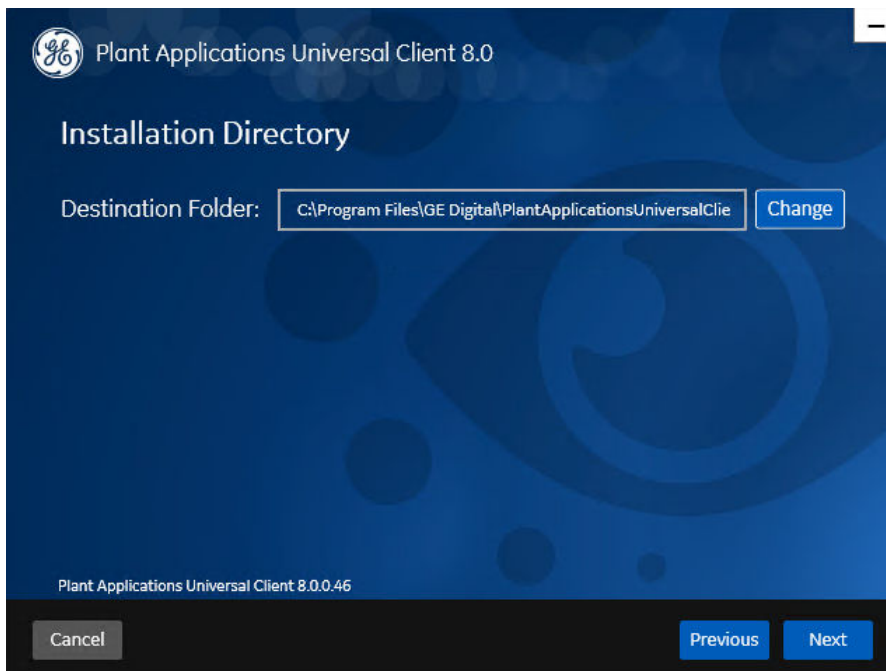 Plant Applications Universal Client 8.0
Installation Directory
Destination Folder: C:\Program Files\GE Digital\PlantApplicationsUniversalClie Change
Plant Applications Universal Client 8.0.0.46
Cancel Previous Next